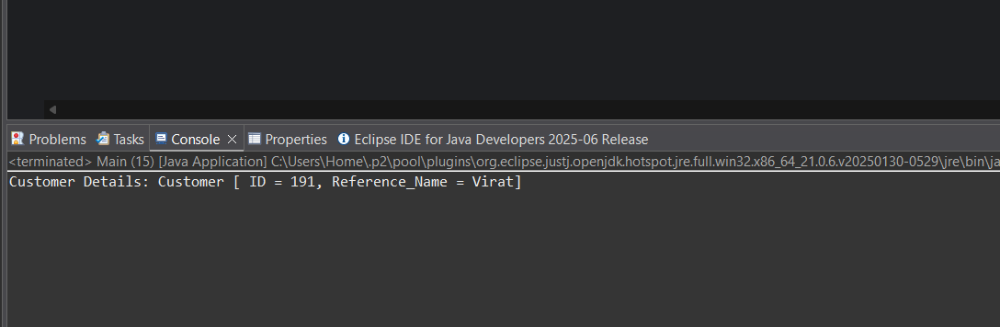 Problems Tasks Console Properties Eclipse IDE for Java Developers 2025-06 Release
<terminated> Main (15) [Java Application] C:\Users\Home\.p2\pool\plugins\org.eclipse.justj.openjdk.hotspot.jre.full.win32.x86_64_21.0.6.v20250130-0529\jre\bin\ja
Customer Details: Customer [ ID = 191, Reference_Name = Virat]